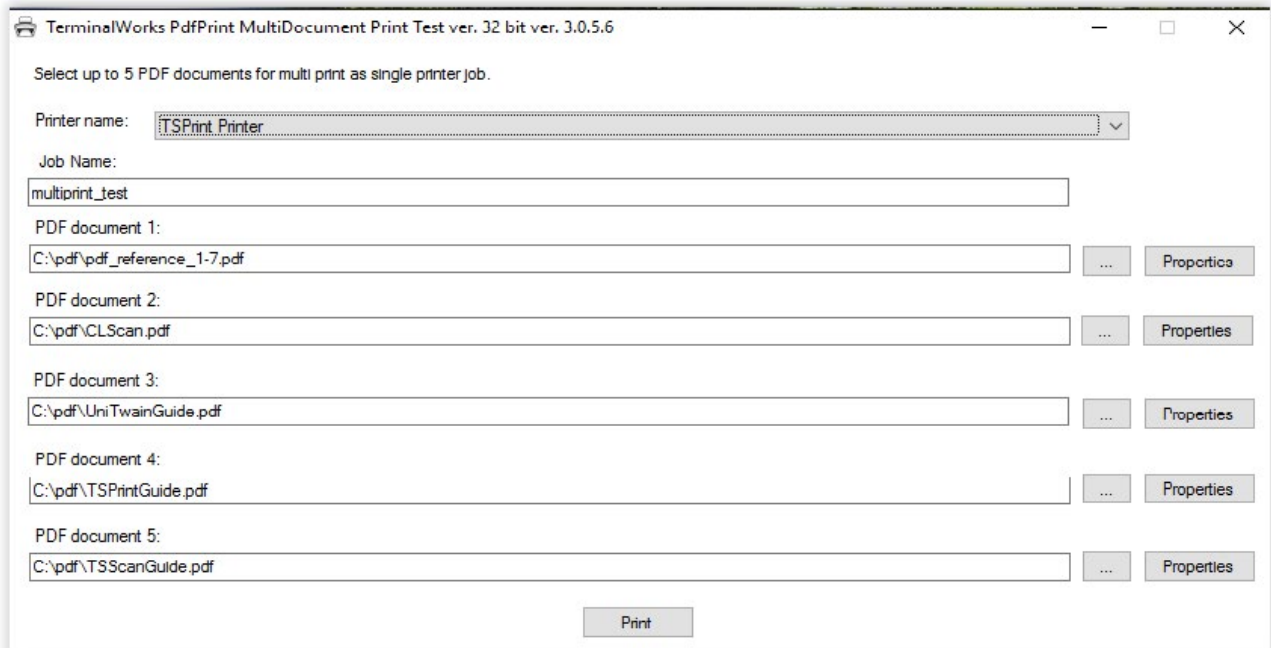 TerminalWorks PdfPrint MultiDocument Print Test ver. 32 bit ver. 3.0.5.6
Select up to 5 PDF documents for multi print as single printer job.
Printer name: TSPrint Printer
Job Name:
multiprint_test
PDF document 1:
C:\pdf\pdf_reference_1-7.pdf ... Properties
PDF document 2:
C:\pdf\CLScan.pdf ... Properties
PDF document 3:
C:\pdf\UniTwainGuide.pdf ... Properties
PDF document 4:
C:\pdf\TSPrintGuide.pdf ... Properties
PDF document 5:
C:\pdf\TSScanGuide.pdf ... Properties
Print